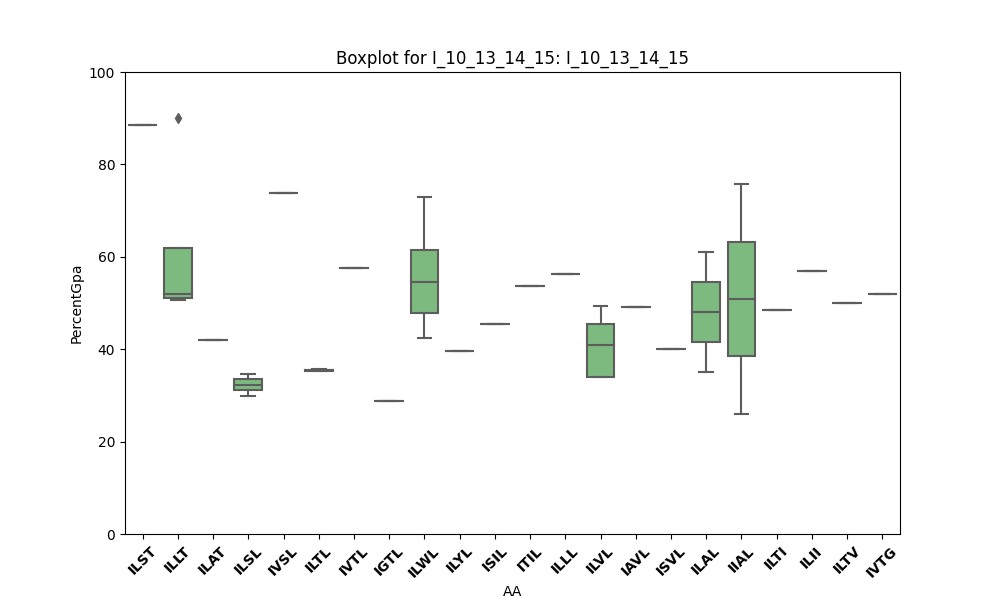 Boxplot for I_10_13_14_15: I_10_13_14_15
100
80
60
40
20
0
PercentGpa
ILST ILLT ILAT ILSL IVSL ILTL IVTL IGTL ILWL ILYL ISIL ITIL ILLL ILVL IAVL ISVL ILAL IIAL ILTI ILII ILTV IVTG
AA